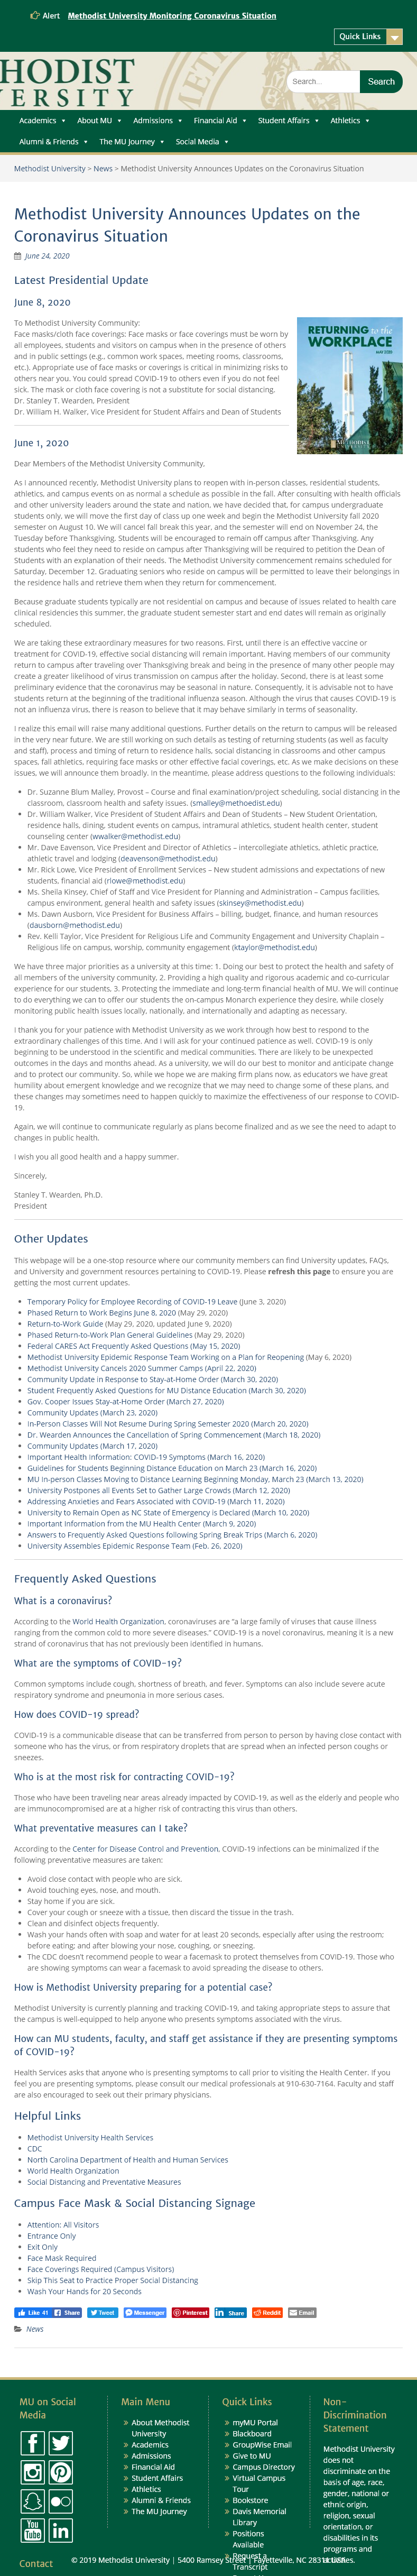 Alert Methodist University Monitoring Coronavirus Situation
Quick Links
HODIST
VERSITY
Search...
Search
Academics About MU Admissions Financial Aid Student Affairs Athletics
Alumni & Friends The MU Journey Social Media
Methodist University > News > Methodist University Announces Updates on the Coronavirus Situation
Methodist University Announces Updates on the
Coronavirus Situation
June 24, 2020
Latest Presidential Update
June 8, 2020
RETURNING to the
WORKPLACE
MAY 2020
METHODIST
UNIVERSITY
To Methodist University Community:
Face masks/cloth face coverings: Face masks or face coverings must be worn by
all employees, students and visitors on campus when in the presence of others
and in public settings (e.g., common work spaces, meeting rooms, classrooms,
etc.). Appropriate use of face masks or coverings is critical in minimizing risks to
others near you. You could spread COVID-19 to others even if you do not feel
sick. The mask or cloth face covering is not a substitute for social distancing.
Dr. Stanley T. Wearden, President
Dr. William H. Walker, Vice President for Student Affairs and Dean of Students
June 1, 2020
Dear Members of the Methodist University Community,
As I announced recently, Methodist University plans to reopen with in-person classes, residential students,
athletics, and campus events on as normal a schedule as possible in the fall. After consulting with health officials
and other university leaders around the state and nation, we have decided that, for campus undergraduate
students only, we will move the first day of class up one week and begin the Methodist University fall 2020
semester on August 10. We will cancel fall break this year, and the semester will end on November 24, the
Tuesday before Thanksgiving. Students will be encouraged to remain off campus after Thanksgiving. Any
students who need to reside on campus after Thanksgiving will be required to petition the Dean of
Students with an explanation of their need. The Methodist University commencement remains scheduled for
Saturday, December 12. Graduating seniors who reside on campus will be permitted to leave their belongings in
the residence halls and retrieve them when they return for commencement.
Because graduate students typically are not residential on campus and because of issues related to health care
clinical residencies this summer, the graduate student semester start and end dates will remain as originally
scheduled.
We are taking these extraordinary measures for two reasons. First, until there is an effective vaccine or
treatment for COVID-19, effective social distancing will remain important. Having members of our community
return to campus after traveling over Thanksgiving break and being in the presence of many other people may
create a greater likelihood of virus transmission on campus after the holiday. Second, there is at least some
preliminary evidence that the coronavirus may be seasonal in nature. Consequently, it is advisable not to have
students return at the beginning of the additional influenza season. Although the virus that causes COVID-19 is
not an influenza virus, there is reason to believe that it may behave similarly in terms of seasonality.
I realize this email will raise many additional questions. Further details on the return to campus will be released
in the very near future. We are still working on such details as testing of returning students (as well as faculty
and staff), process and timing of return to residence halls, social distancing in classrooms and other campus
spaces, fall athletics, requiring face masks or other effective facial coverings, etc. As we make decisions on these
issues, we will announce them broadly. In the meantime, please address questions to the following individuals:
Dr. Suzanne Blum Malley, Provost – Course and final examination/project scheduling, social distancing in the
classroom, classroom health and safety issues. (smalley@methoedist.edu)
Dr. William Walker, Vice President of Student Affairs and Dean of Students – New Student Orientation,
residence halls, dining, student events on campus, intramural athletics, student health center, student
counseling center (wwalker@methodist.edu)
Mr. Dave Eavenson, Vice President and Director of Athletics – intercollegiate athletics, athletic practice,
athletic travel and lodging (deavenson@methodist.edu)
Mr. Rick Lowe, Vice President of Enrollment Services – New student admissions and expectations of new
students, financial aid (rlowe@methodist.edu)
Ms. Sheila Kinsey, Chief of Staff and Vice President for Planning and Administration – Campus facilities,
campus environment, general health and safety issues (skinsey@methodist.edu)
Ms. Dawn Ausborn, Vice President for Business Affairs – billing, budget, finance, and human resources
(dausborn@methodist.edu)
Rev. Kelli Taylor, Vice President for Religious Life and Community Engagement and University Chaplain –
Religious life on campus, worship, community engagement (ktaylor@methodist.edu)
We have three major priorities as a university at this time: 1. Doing our best to protect the health and safety of
all members of the university community, 2. Providing a high quality and rigorous academic and co-curricular
experience for our students, 3. Protecting the immediate and long-term financial health of MU. We will continue
to do everything we can to offer our students the on-campus Monarch experience they desire, while closely
monitoring public health issues locally, nationally, and internationally and adapting as necessary.
I thank you for your patience with Methodist University as we work through how best to respond to the
extraordinary events of this time. And I will ask for your continued patience as well. COVID-19 is only
beginning to be understood in the scientific and medical communities. There are likely to be unexpected
outcomes in the days and months ahead, and we will do the very best we can do to anticipate and minimize
change and to protect our community. So, while we hope we are making firm plans now, as educators we have great
respect for emerging knowledge and we recognize that we may need to change some of these plans, and these
changes may sometimes need to happen quickly to maximize the effectiveness of our response to COVID-
19.
Again, we will continue to communicate regularly as plans become finalized and as we see the need to adapt to
changes in public health.
I wish you all good health and a happy summer.
Sincerely,
Stanley T. Wearden, Ph.D.
President
Other Updates
This webpage will be a one-stop resource where our community members can find University updates, FAQs,
and University and government resources pertaining to COVID-19. Please refresh this page to ensure you are
getting the most current updates.
Temporary Policy for Employee Recording of COVID-19 Leave (June 3, 2020)
Phased Return to Work Begins June 8, 2020 (May 29, 2020)
Return-to-Work Guide (May 29, 2020, updated June 9, 2020)
Phased Return-to-Work Plan General Guidelines (May 29, 2020)
Federal CARES Act Frequently Asked Questions (May 15, 2020)
Methodist University Epidemic Response Team Working on a Plan for Reopening (May 6, 2020)
Methodist University Cancels 2020 Summer Camps (April 22, 2020)
Community Update in Response to Stay-at-Home Order (March 30, 2020)
Student Frequently Asked Questions for MU Distance Education (March 30, 2020)
Gov. Cooper Issues Stay-at-Home Order (March 27, 2020)
Community Updates (March 23, 2020)
In-Person Classes Will Not Resume During Spring Semester 2020 (March 20, 2020)
Dr. Wearden Announces the Cancellation of Spring Commencement (March 18, 2020)
Community Updates (March 17, 2020)
Important Health Information: COVID-19 Symptoms (March 16, 2020)
Guidelines for Students Beginning Distance Education on March 23 (March 16, 2020)
MU In-person Classes Moving to Distance Learning Beginning Monday, March 23 (March 13, 2020)
University Postpones all Events Set to Gather Large Crowds (March 12, 2020)
Addressing Anxieties and Fears Associated with COVID-19 (March 11, 2020)
University to Remain Open as NC State of Emergency is Declared (March 10, 2020)
Important Information from the MU Health Center (March 9, 2020)
Answers to Frequently Asked Questions following Spring Break Trips (March 6, 2020)
University Assembles Epidemic Response Team (Feb. 26, 2020)
Frequently Asked Questions
What is a coronavirus?
According to the World Health Organization, coronaviruses are “a large family of viruses that cause illness
ranging from the common cold to more severe diseases.” COVID-19 is a novel coronavirus, meaning it is a new
strand of coronavirus that has not previously been identified in humans.
What are the symptoms of COVID-19?
Common symptoms include cough, shortness of breath, and fever. Symptoms can also include severe acute
respiratory syndrome and pneumonia in more serious cases.
How does COVID-19 spread?
COVID-19 is a communicable disease that can be transferred from person to person by having close contact with
someone who has the virus, or from respiratory droplets that are spread when an infected person coughs or
sneezes.
Who is at the most risk for contracting COVID-19?
Those who have been traveling near areas already impacted by COVID-19, as well as the elderly and people who
are immunocompromised are at a higher risk of contracting this virus than others.
What preventative measures can I take?
According to the Center for Disease Control and Prevention, COVID-19 infections can be minimalized if the
following preventative measures are taken:
Avoid close contact with people who are sick.
Avoid touching eyes, nose, and mouth.
Stay home if you are sick.
Cover your cough or sneeze with a tissue, then discard the tissue in the trash.
Clean and disinfect objects frequently.
Wash your hands often with soap and water for at least 20 seconds, especially after using the restroom;
before eating; and after blowing your nose, coughing, or sneezing.
The CDC doesn't recommend people to wear a facemask to protect themselves from COVID-19. Those who
are showing symptoms can wear a facemask to avoid spreading the disease to others.
How is Methodist University preparing for a potential case?
Methodist University is currently planning and tracking COVID-19, and taking appropriate steps to assure that
the campus is well-equipped to help anyone who presents symptoms associated with the virus.
How can MU students, faculty, and staff get assistance if they are presenting symptoms
of COVID-19?
Health Services asks that anyone who is presenting symptoms to call prior to visiting the Health Center. If you
feel you are presenting symptoms, please consult our medical professionals at 910-630-7164. Faculty and staff
are also encouraged to seek out their primary physicians.
Helpful Links
Methodist University Health Services
CDC
North Carolina Department of Health and Human Services
World Health Organization
Social Distancing and Preventative Measures
Campus Face Mask & Social Distancing Signage
Attention: All Visitors
Entrance Only
Exit Only
Face Mask Required
Face Coverings Required (Campus Visitors)
Skip This Seat to Practice Proper Social Distancing
Wash Your Hands for 20 Seconds
Like 41 Share Tweet Messenger Pinterest Share Reddit Email
News
MU on Social
Media
You
Tube
Contact
Main Menu
About Methodist
University
Academics
Admissions
Financial Aid
Student Affairs
Athletics
Alumni & Friends
The MU Journey
Quick Links
myMU Portal
Blackboard
GroupWise Email
Give to MU
Campus Directory
Virtual Campus
Tour
Bookstore
Davis Memorial
Library
Positions
Available
Request a
Transcript
Non-
Discrimination
Statement
Methodist University
does not
discriminate on the
basis of age, race,
gender, national or
ethnic origin,
religion, sexual
orientation, or
disabilities in its
programs and
© 2019 Methodist University | 5400 Ramsey Street | Fayetteville, NC 28311 USA